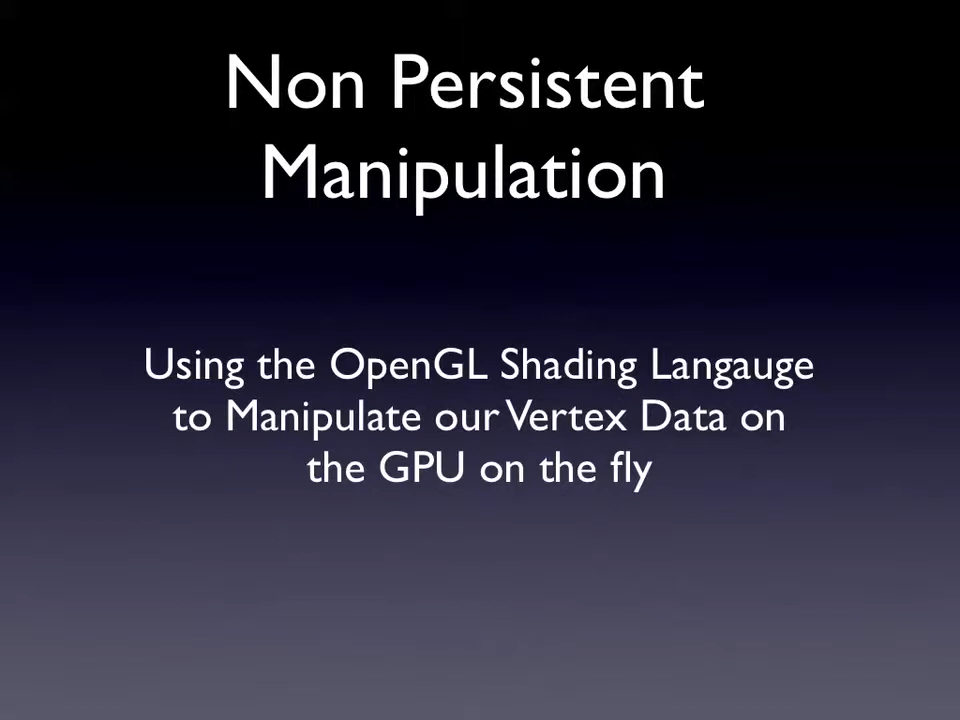 Non Persistent
Manipulation
Using the OpenGL Shading Langauge
to Manipulate our Vertex Data on
the GPU on the fly